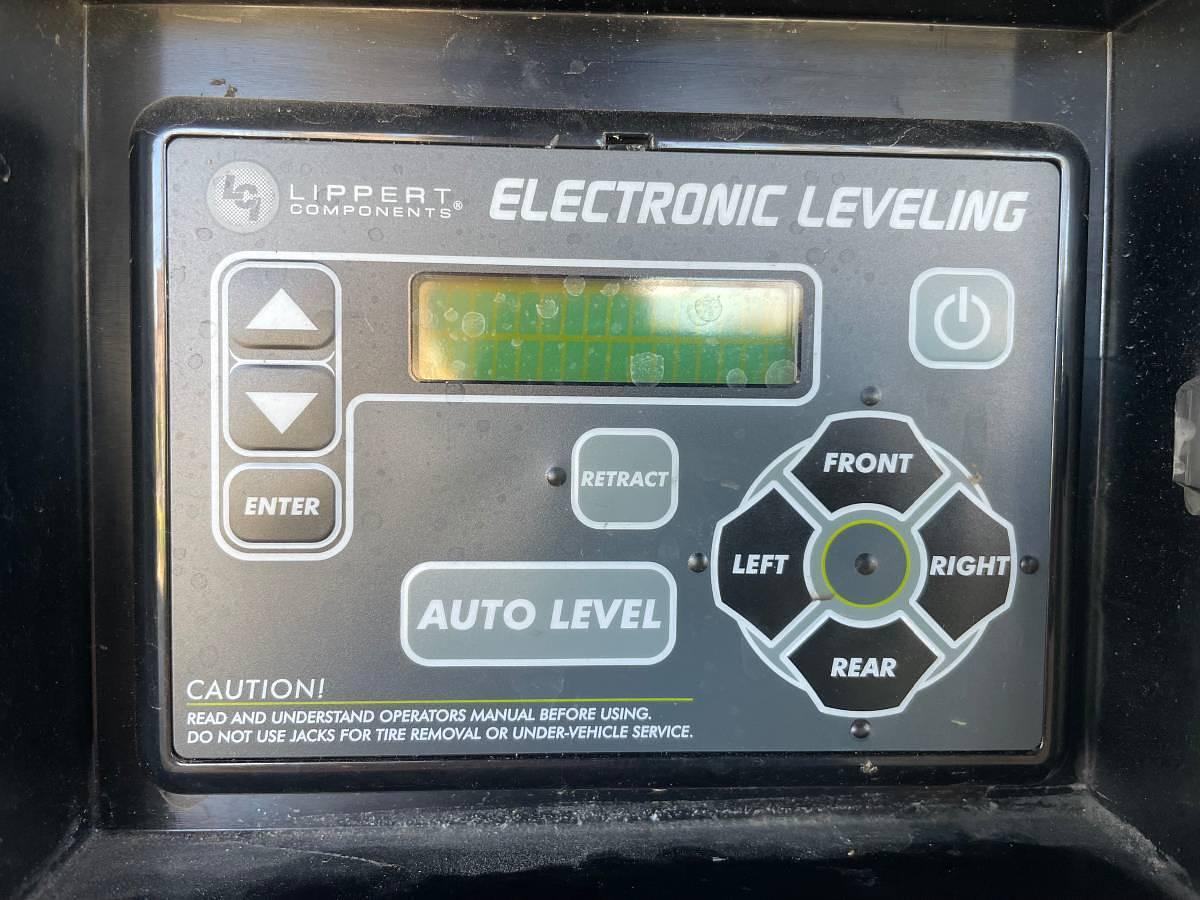 LCI LIPPERT COMPONENTS®
ELECTRONIC LEVELING
ENTER
RETRACT
AUTO LEVEL
FRONT
LEFT
RIGHT
REAR
CAUTION!
READ AND UNDERSTAND OPERATORS MANUAL BEFORE USING.
DO NOT USE JACKS FOR TIRE REMOVAL OR UNDER-VEHICLE SERVICE.